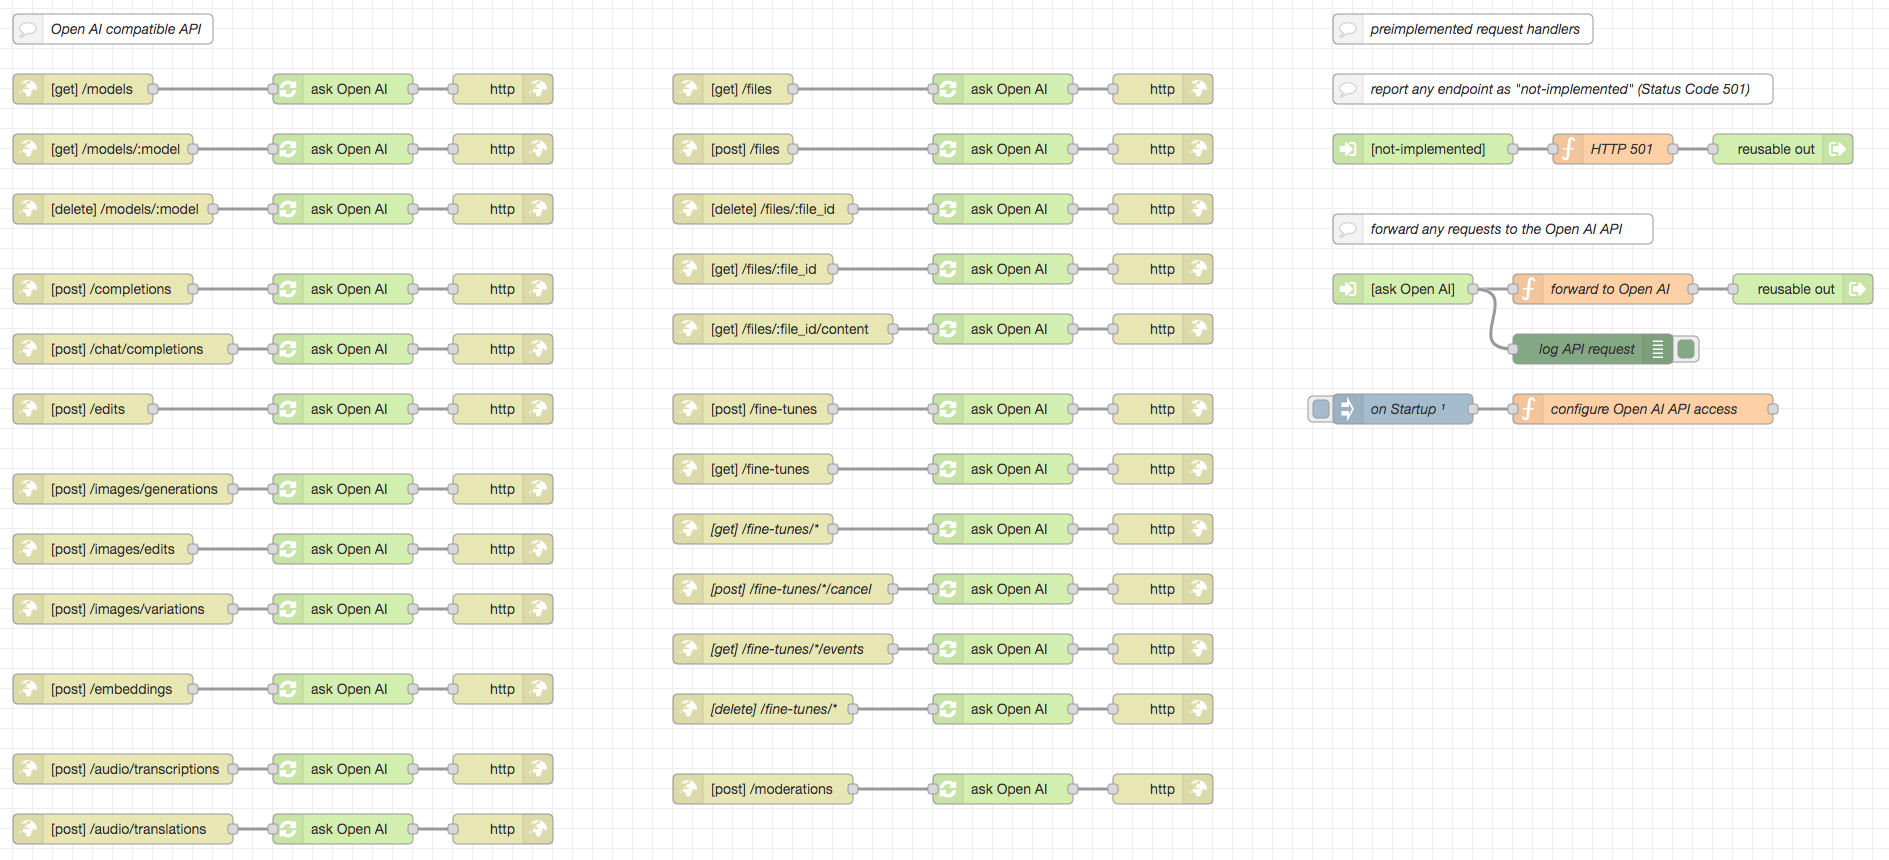 Open AI compatible API
[get] /models
ask Open AI
http
[get] /models/:model
ask Open AI
http
[delete] /models/:model
ask Open AI
http
[post] /completions
ask Open AI
http
[post] /chat/completions
ask Open AI
http
[post] /edits
ask Open AI
http
[post] /images/generations
ask Open AI
http
[post] /images/edits
ask Open AI
http
[post] /images/variations
ask Open AI
http
[post] /embeddings
ask Open AI
http
[post] /audio/transcriptions
ask Open AI
http
[post] /audio/translations
ask Open AI
http
[get] /files
ask Open AI
http
[post] /files
ask Open AI
http
[delete] /files/:file_id
ask Open AI
http
[get] /files/:file_id
ask Open AI
http
[get] /files/:file_id/content
ask Open AI
http
[post] /fine-tunes
ask Open AI
http
[get] /fine-tunes
ask Open AI
http
[get] /fine-tunes/*
ask Open AI
http
[post] /fine-tunes/*/cancel
ask Open AI
http
[get] /fine-tunes/*/events
ask Open AI
http
[delete] /fine-tunes/*
ask Open AI
http
[post] /moderations
ask Open AI
http
preimplemented request handlers
report any endpoint as "not-implemented" (Status Code 501)
[not-implemented]
HTTP 501
reusable out
forward any requests to the Open AI API
[ask Open AI]
forward to Open AI
reusable out
log API request
on Startup ¹
configure Open AI API access